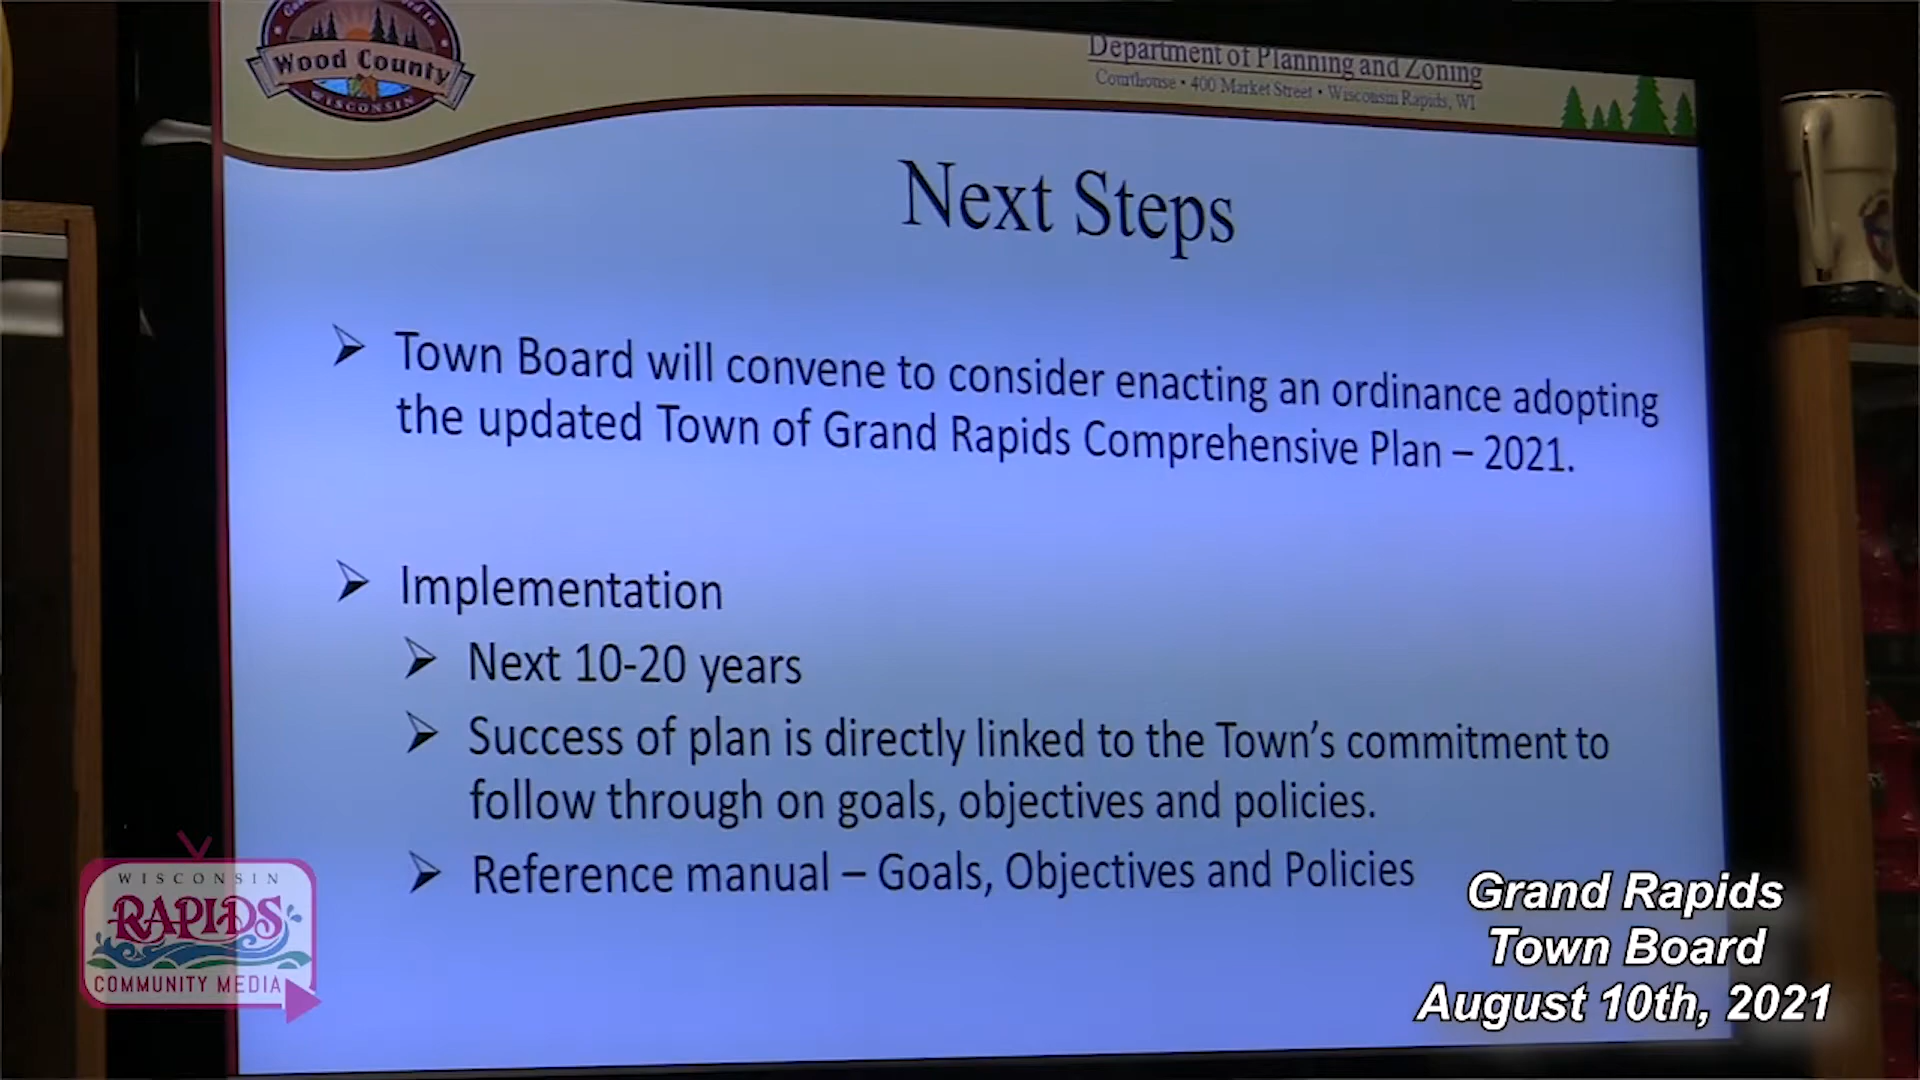 Wood County
WISCONSIN
Department of Planning and Zoning
Courthouse • 400 Market Street • Wisconsin Rapids, WI
Next Steps
Town Board will convene to consider enacting an ordinance adopting
the updated Town of Grand Rapids Comprehensive Plan – 2021.
Implementation
Next 10-20 years
Success of plan is directly linked to the Town's commitment to
follow through on goals, objectives and policies.
Reference manual – Goals, Objectives and Policies
WISCONSIN
RAPIDS
COMMUNITY MEDIA
Grand Rapids
Town Board
August 10th, 2021